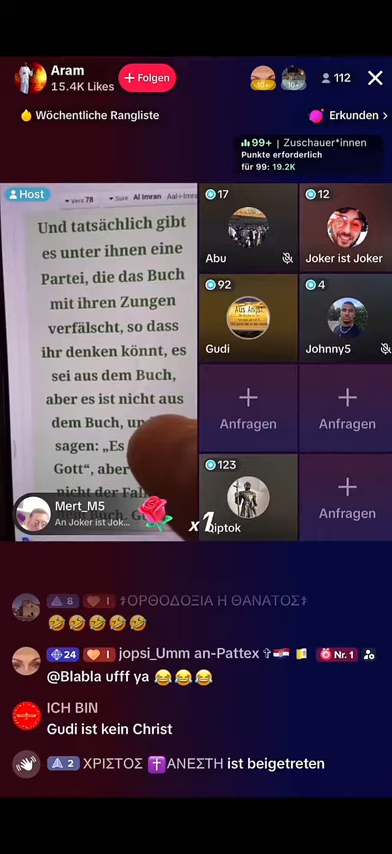 Aram
15.4K Likes
+ Folgen
10+
112
Wöchentliche Rangliste
Erkunden >
99+ | Zuschauer*innen
Punkte erforderlich
für 99: 19.2K
Host
Vers 78
Sure
Al Imran
Und tatsächlich gibt
es unter ihnen eine
Partei, die das Buch
mit ihren Zungen
verfälscht, so dass
ihr denken könnt, es
sei aus dem Buch,
aber es ist nicht aus
dem Buch,
sagen: „Es
Gott“, aber
nicht der
17
Abu
12
Joker ist Joker
92
Aus Angst
Gudi
4
Johnny5
+
Anfragen
+
Anfragen
123
Qiptok
+
Anfragen
Mert_M5
An Joker ist Jok...
x1
8
I
☦ΟΡΘΟΔΟΞΙΑ Η ΘΑΝΑΤΟΣ☦
🤣🤣🤣🤣🤣
24
I
jopsi_Umm an-Pattex ✞🇭🇷🇻🇦
Nr. 1
@Blabla ufff ya 😂😂😂
ICH BIN
Gudi ist kein Christ
2
ΧΡΙΣΤΟΣ ✝️ΑΝΕΣΤΗ ist beigetreten